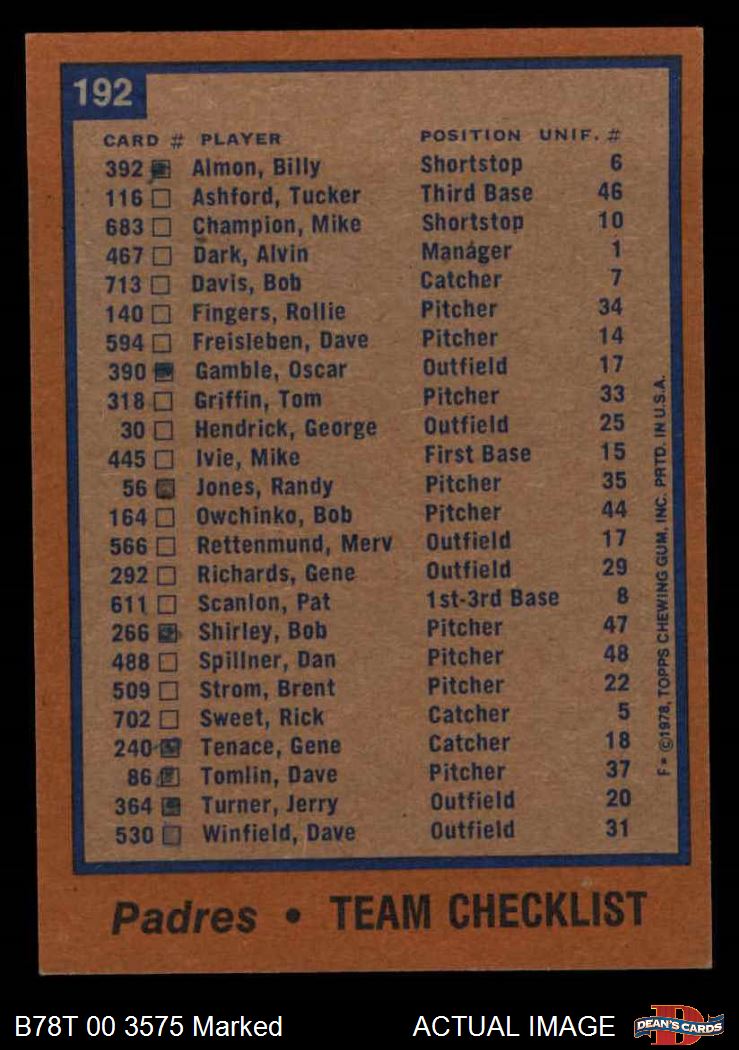 192
CARD # PLAYER POSITION UNIF. #
392 Almon, Billy Shortstop 6
116 Ashford, Tucker Third Base 46
683 Champion, Mike Shortstop 10
467 Dark, Alvin Manager 1
713 Davis, Bob Catcher 7
140 Fingers, Rollie Pitcher 34
594 Freisleben, Dave Pitcher 14
390 Gamble, Oscar Outfield 17
318 Griffin, Tom Pitcher 33
30 Hendrick, George Outfield 25
445 Ivie, Mike First Base 15
56 Jones, Randy Pitcher 35
164 Owchinko, Bob Pitcher 44
566 Rettenmund, Merv Outfield 17
292 Richards, Gene Outfield 29
611 Scanlon, Pat 1st-3rd Base 8
266 Shirley, Bob Pitcher 47
488 Spillner, Dan Pitcher 48
509 Strom, Brent Pitcher 22
702 Sweet, Rick Catcher 5
240 Tenace, Gene Catcher 18
86 Tomlin, Dave Pitcher 37
364 Turner, Jerry Outfield 20
530 Winfield, Dave Outfield 31
F* ©1978, TOPPS CHEWING GUM, INC. PRTD. IN U.S.A.
Padres • TEAM CHECKLIST
B78T 00 3575 Marked ACTUAL IMAGE
D
DEAN'S CARDS